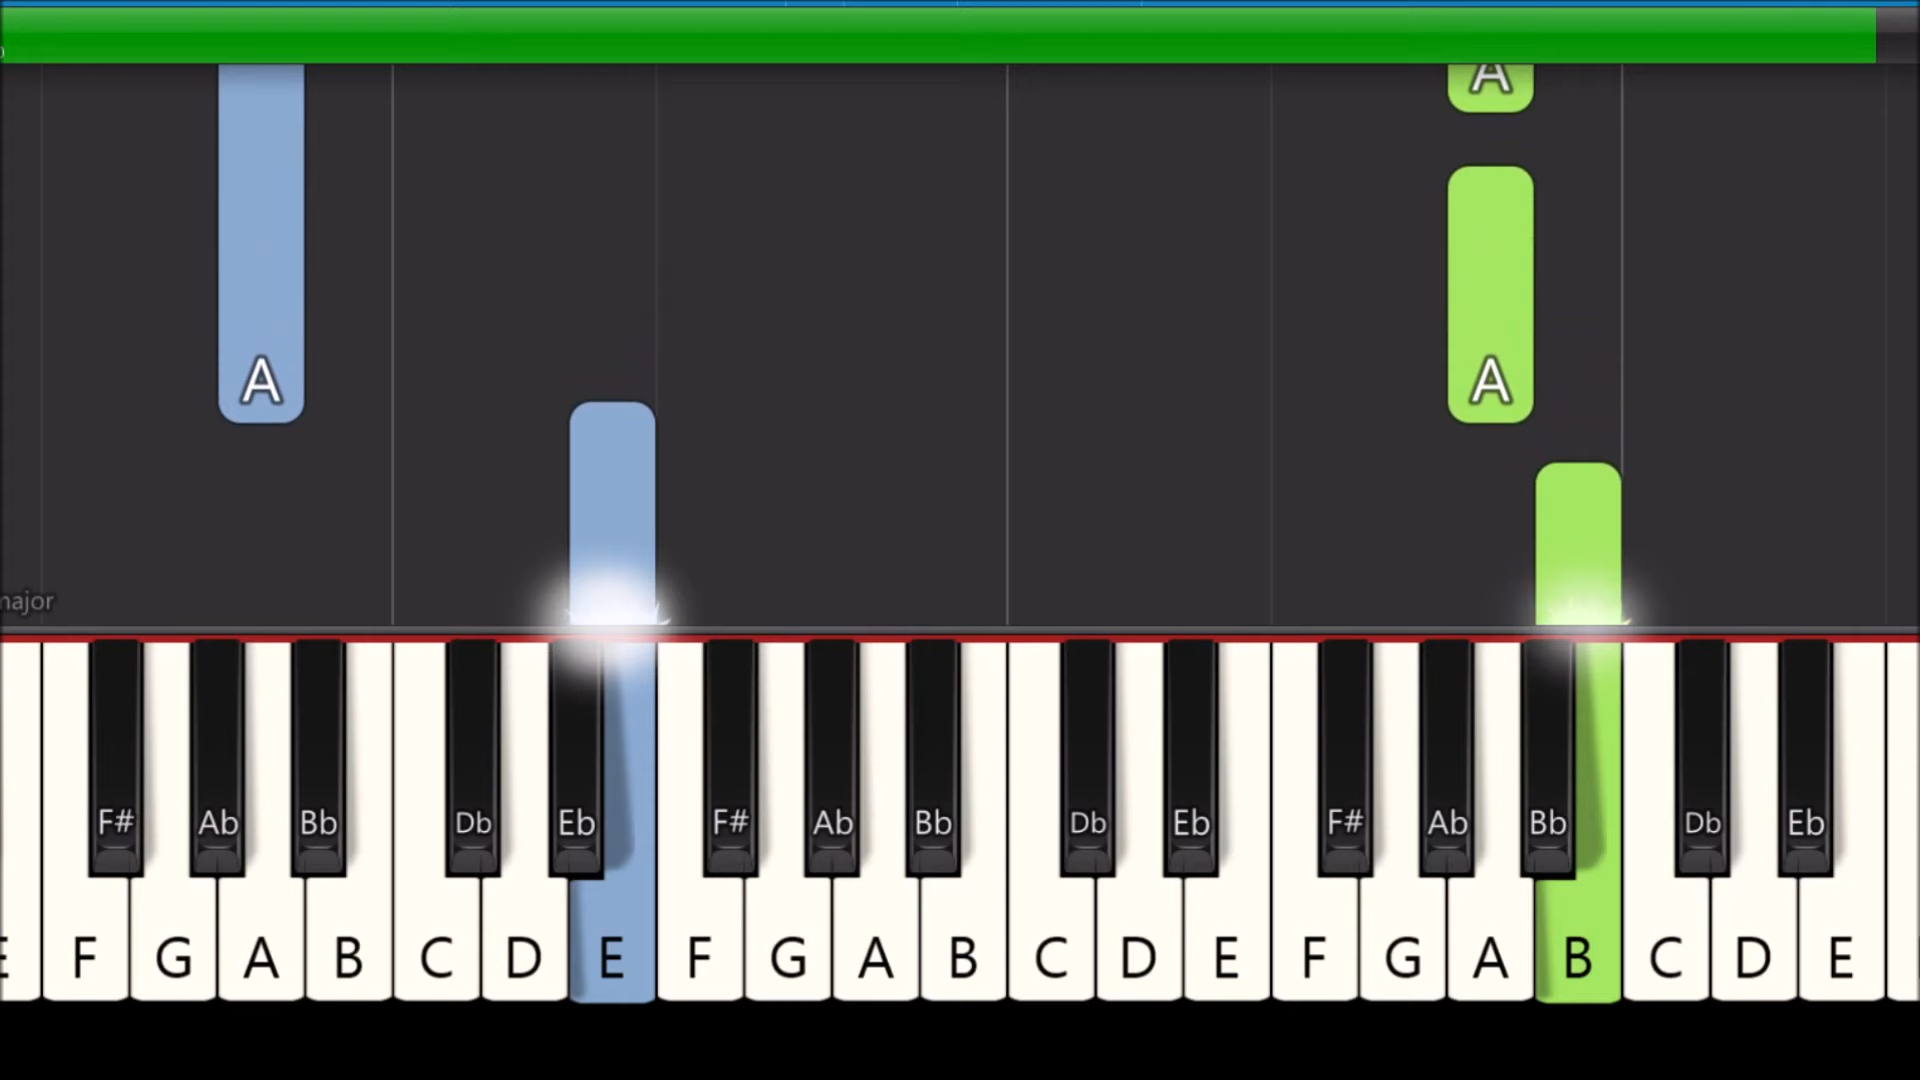 A
A A
major
F# Ab Bb Db Eb F# Ab Bb Db Eb F# Ab Bb Db Eb
E F G A B C D E F G A B C D E F G A B C D E